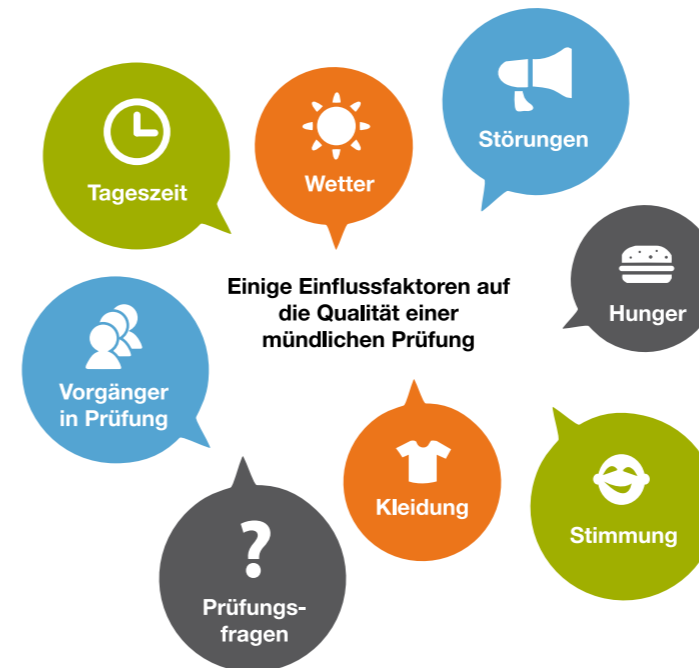 Tageszeit
Wetter
Störungen
Einige Einflussfaktoren auf
die Qualität einer
mündlichen Prüfung
Hunger
Vorgänger
in Prüfung
Kleidung
Stimmung
?
Prüfungs-
fragen